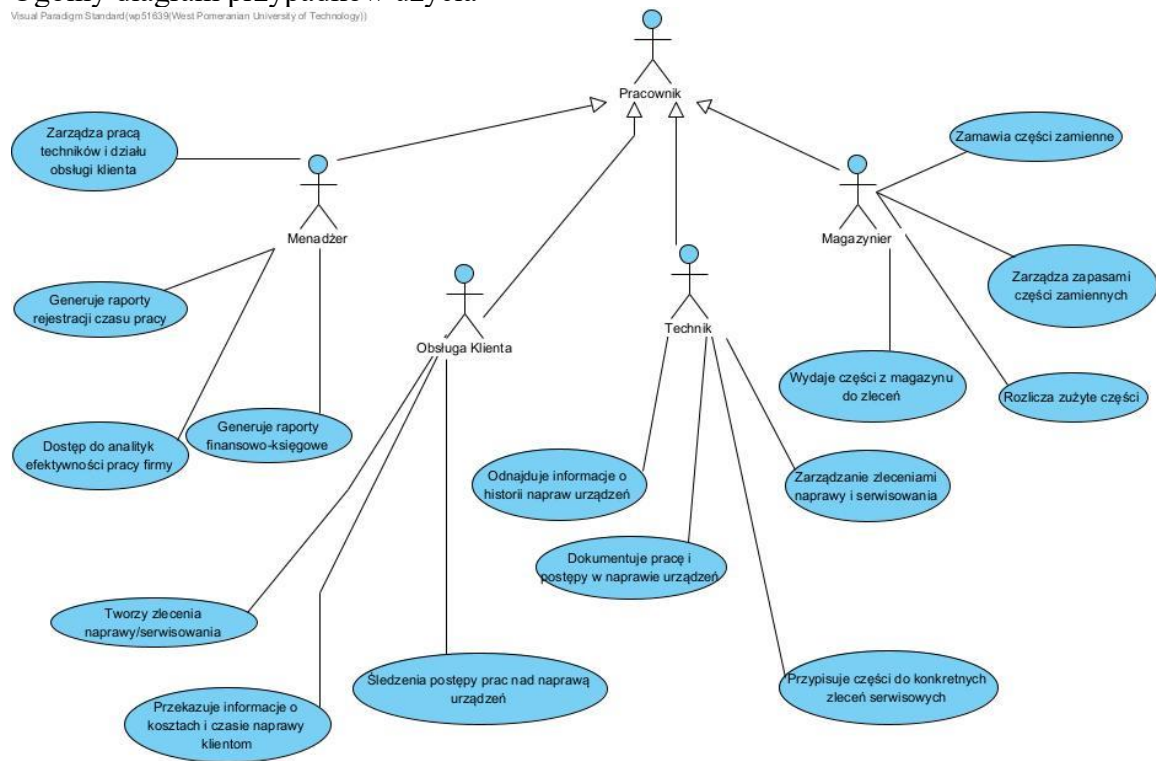 Ogólny diagram przypadków użycia
Visual Paradigm Standard(wp51639(West Pomeranian University of Technology))
Pracownik
Zarządza pracą
techników i działu
obsługi klienta
Zamawia części zamienne
Menadżer
Magazynier
Generuje raporty
rejestracji czasu pracy
Zarządza zapasami
części zamiennych
Obsługa Klienta
Technik
Wydaje części z magazynu
do zleceń
Rozlicza zużyte części
Dostęp do analityk
efektywności pracy firmy
Generuje raporty
finansowo-księgowe
Odnajduje informacje o
historii napraw urządzeń
Zarządzanie zleceniami
naprawy i serwisowania
Dokumentuje pracę i
postępy w naprawie urządzeń
Tworzy zlecenia
naprawy/serwisowania
Śledzenia postępy prac nad naprawą
urządzeń
Przypisuje części do konkretnych
zleceń serwisowych
Przekazuje informacje o
kosztach i czasie naprawy
klientom